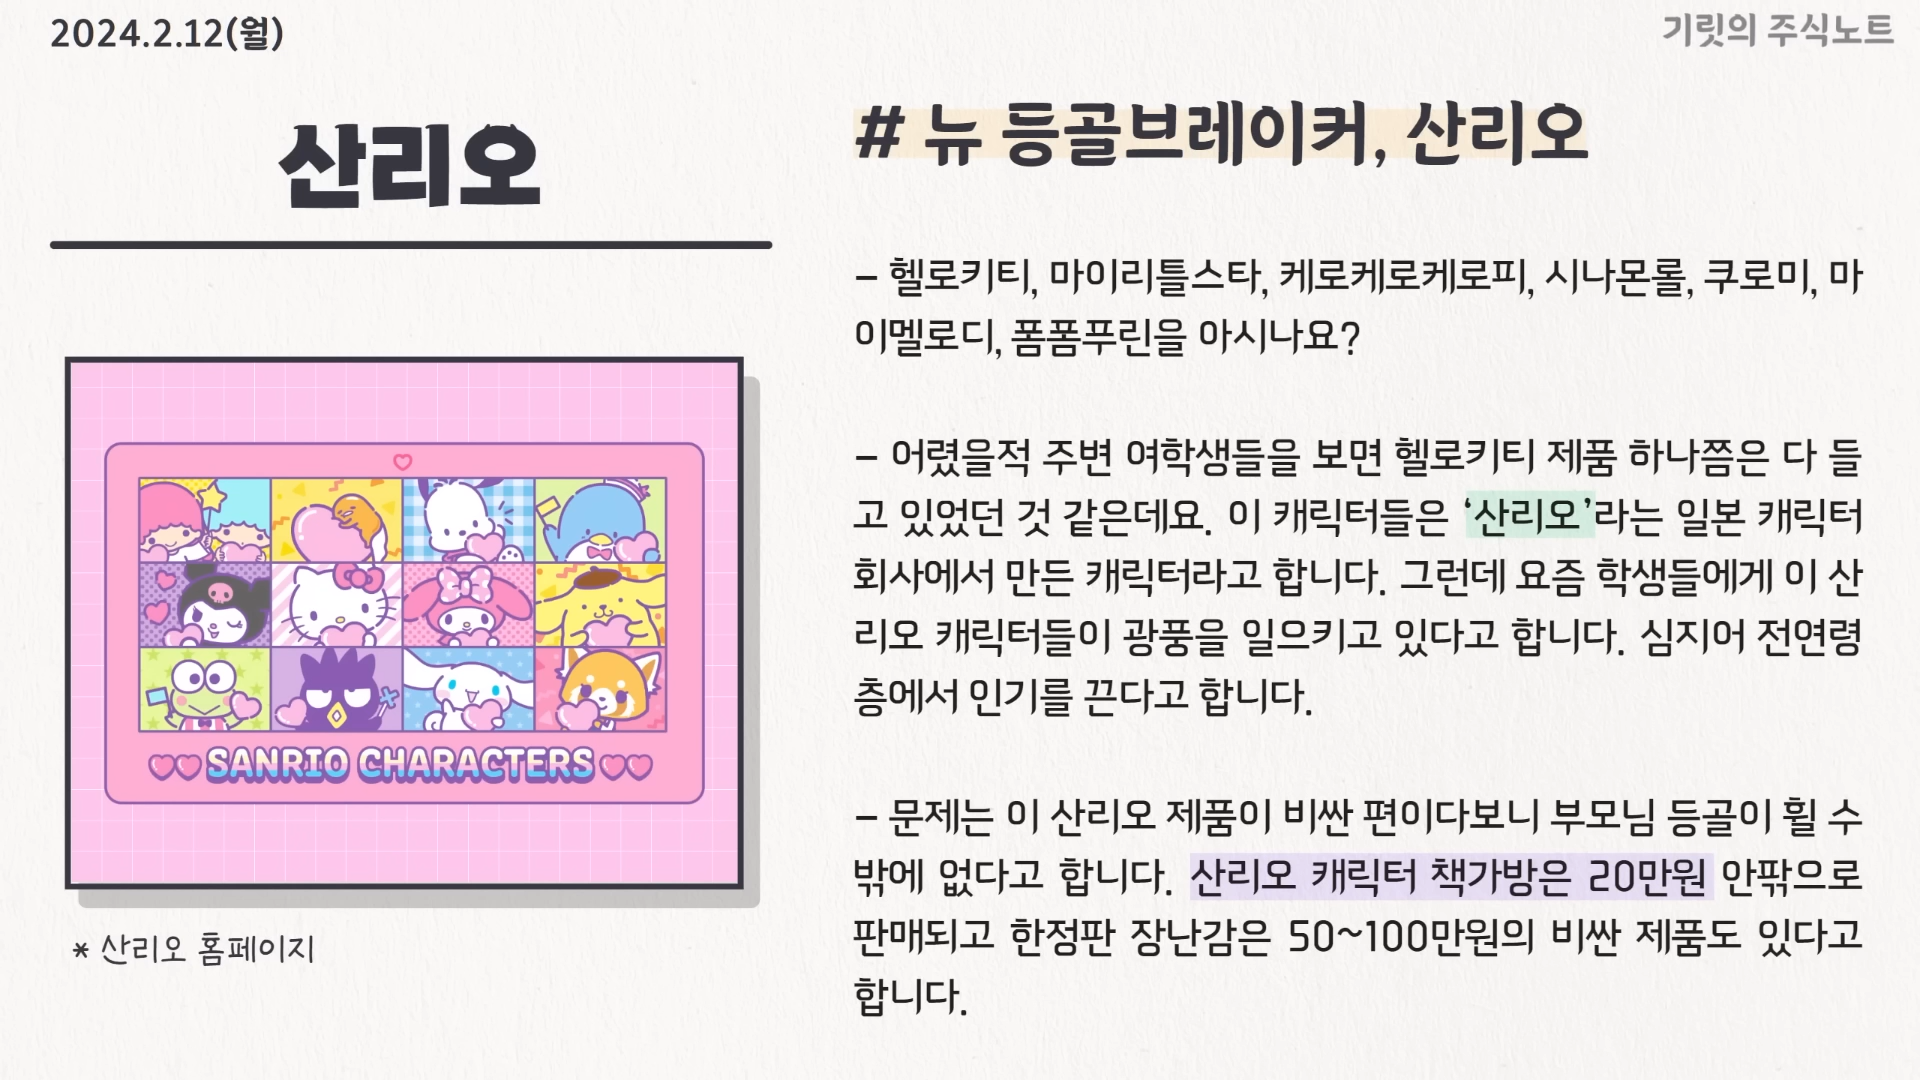 2024.2.12(월)
기릿의 주식노트
산리오
SANRIO CHARACTERS
* 산리오 홈페이지
# 뉴 등골브레이커, 산리오
– 헬로키티, 마이리틀스타, 케로케로케로피, 시나몬롤, 쿠로미, 마
이멜로디, 폼폼푸린을 아시나요?
– 어렸을적 주변 여학생들을 보면 헬로키티 제품 하나쯤은 다 들
고 있었던 것 같은데요. 이 캐릭터들은 ‘산리오’라는 일본 캐릭터
회사에서 만든 캐릭터라고 합니다. 그런데 요즘 학생들에게 이 산
리오 캐릭터들이 광풍을 일으키고 있다고 합니다. 심지어 전연령
층에서 인기를 끈다고 합니다.
– 문제는 이 산리오 제품이 비싼 편이다보니 부모님 등골이 휠 수
밖에 없다고 합니다. 산리오 캐릭터 책가방은 20만원 안팎으로
판매되고 한정판 장난감은 50~100만원의 비싼 제품도 있다고
합니다.